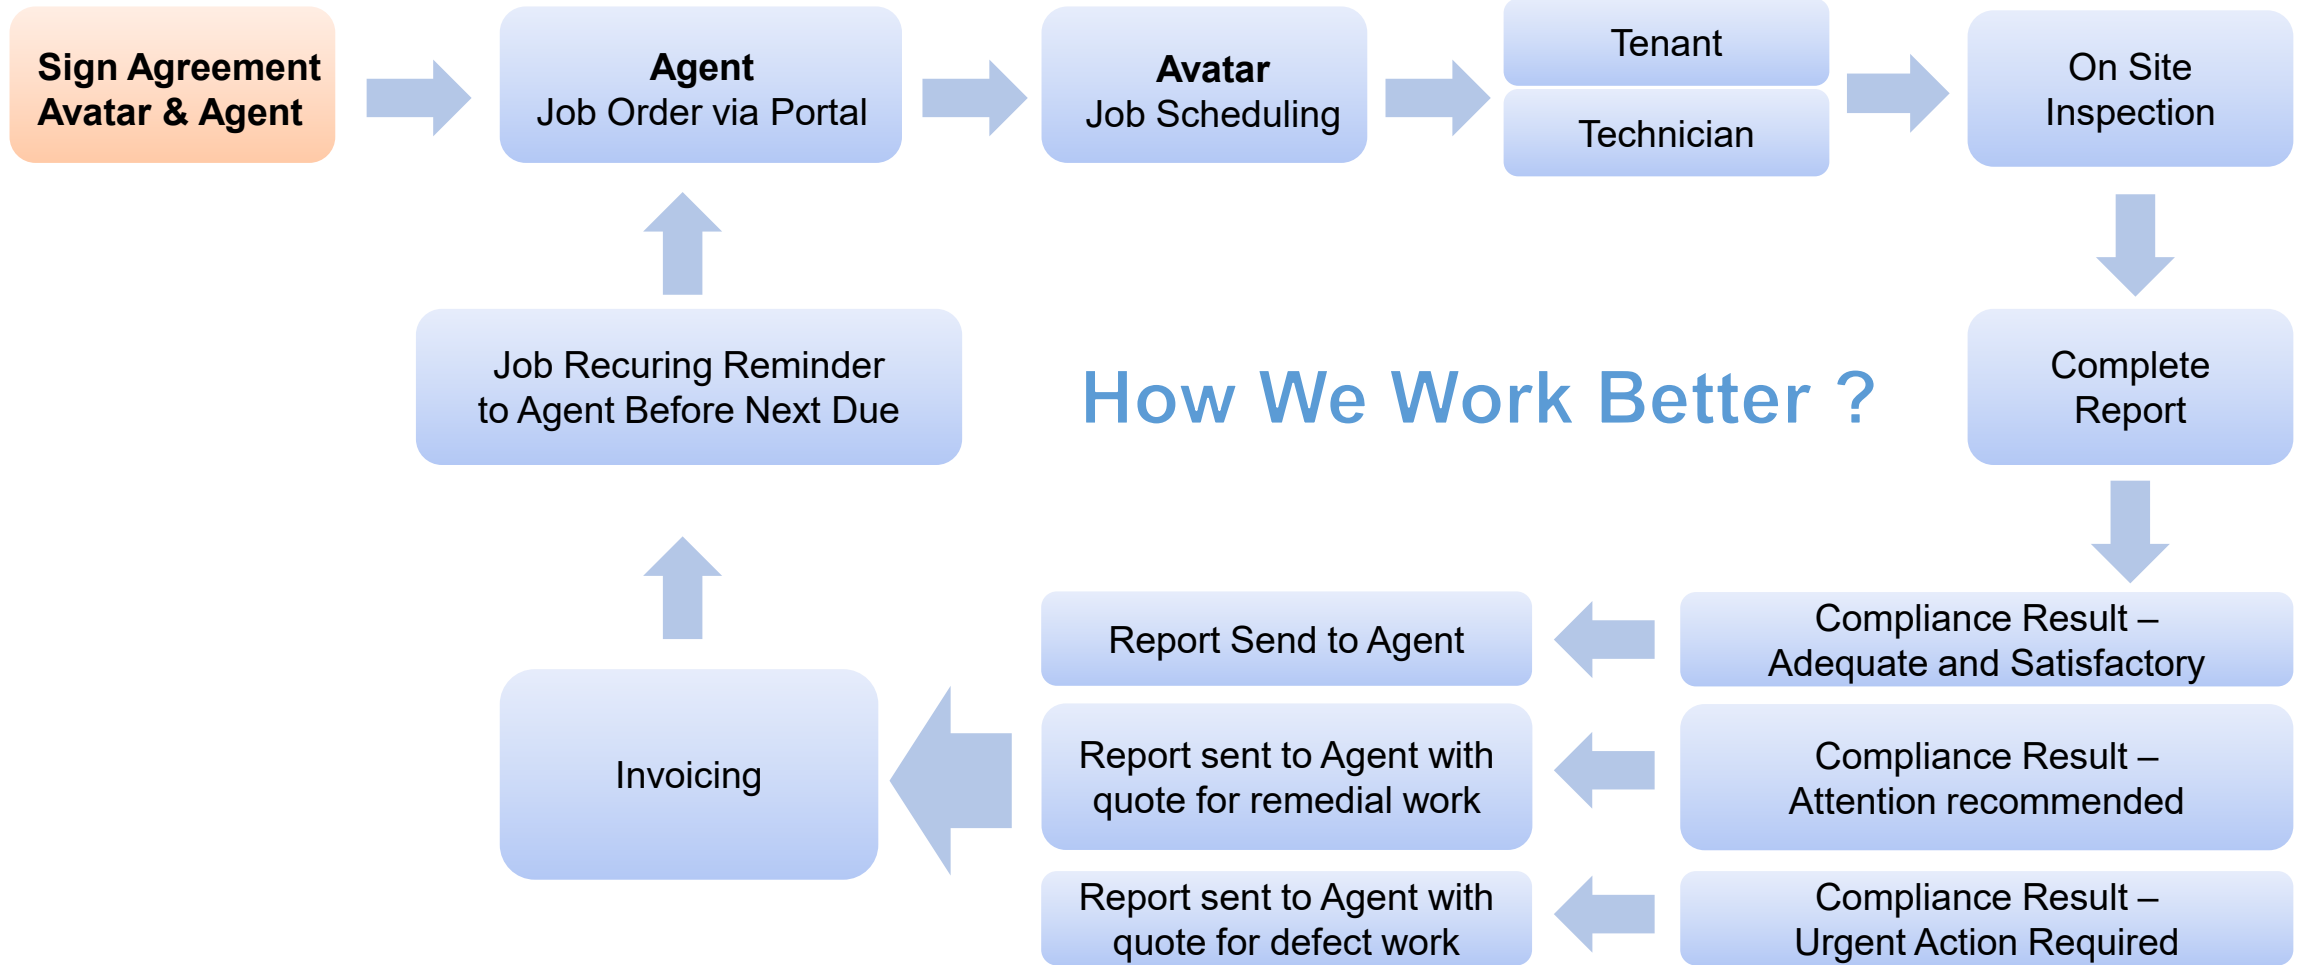 Sign Agreement
Avatar & Agent
Agent
Job Order via Portal
Avatar
Job Scheduling
Tenant
Technician
On Site
Inspection
Job Recuring Reminder
to Agent Before Next Due
How We Work Better ?
Complete
Report
Report Send to Agent
Compliance Result –
Adequate and Satisfactory
Invoicing
Report sent to Agent with
quote for remedial work
Compliance Result –
Attention recommended
Report sent to Agent with
quote for defect work
Compliance Result –
Urgent Action Required